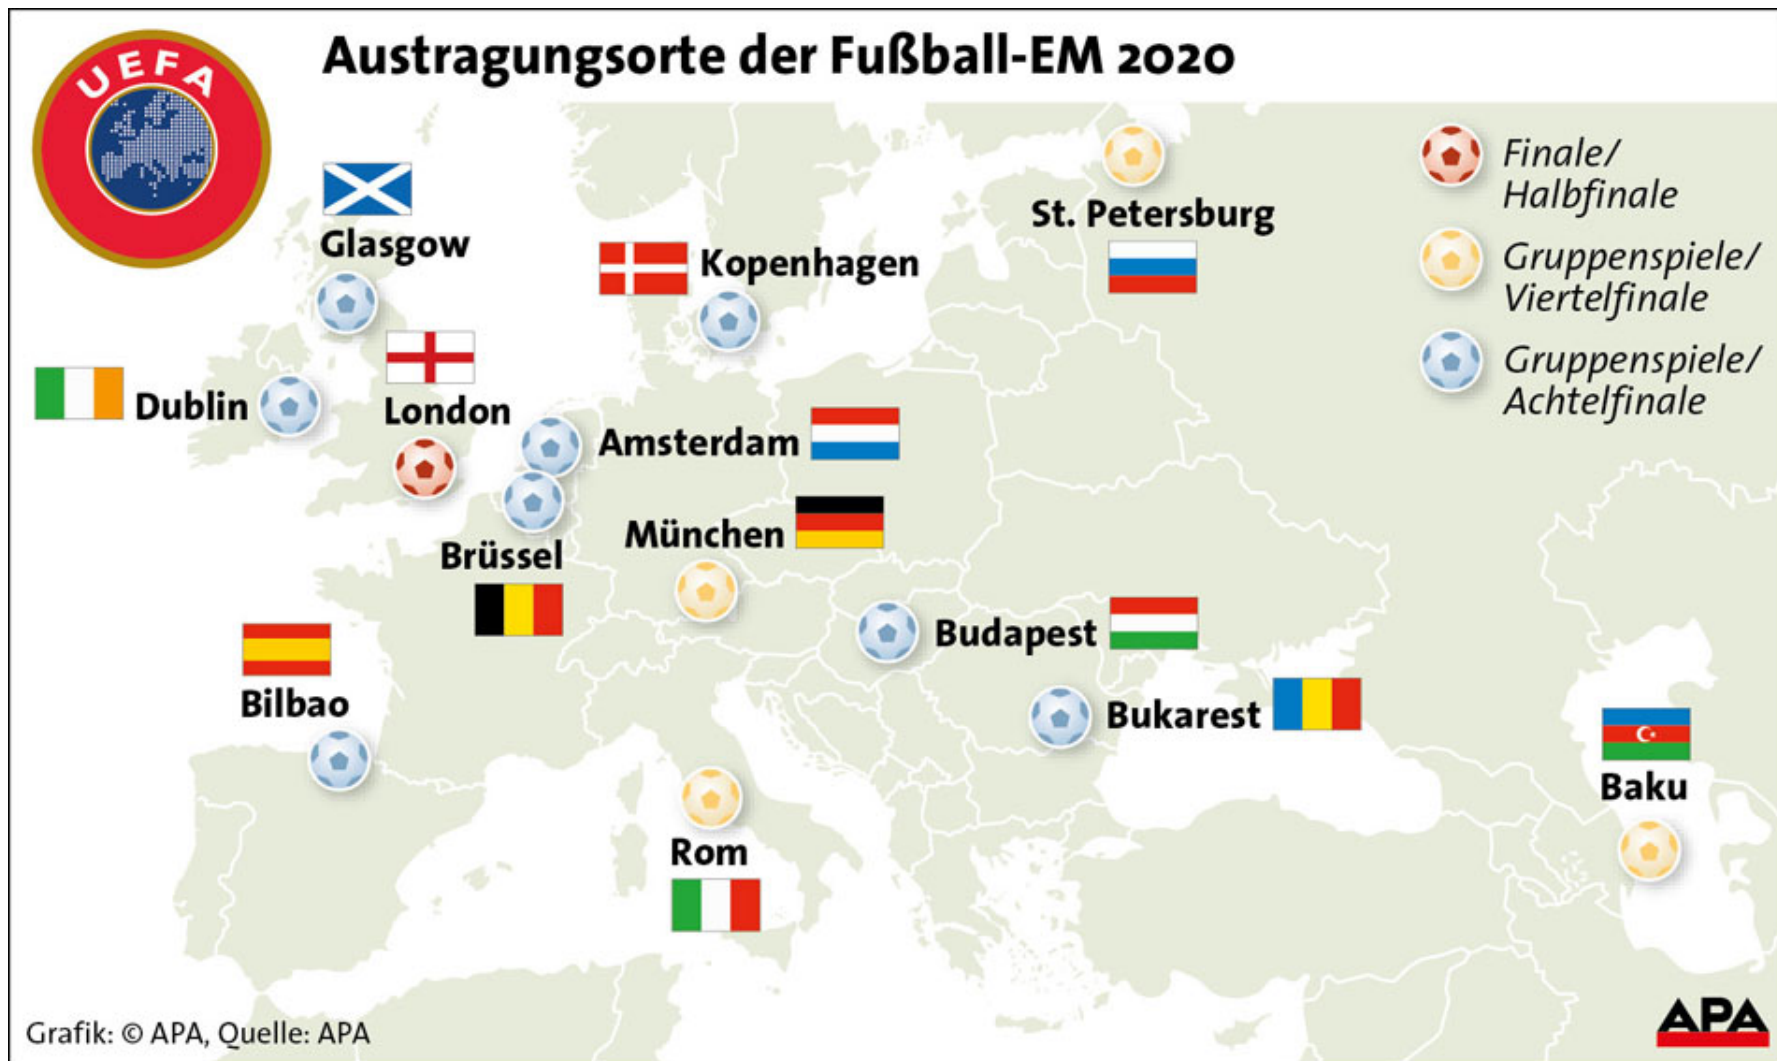 Austragungsorte der Fußball-EM 2020
UEFA
Finale/
Halbfinale
Gruppenspiele/
Viertelfinale
Gruppenspiele/
Achtelfinale
St. Petersburg
Glasgow
Kopenhagen
Dublin
London
Amsterdam
München
Brüssel
Budapest
Bilbao
Bukarest
Baku
Rom
Grafik: © APA, Quelle: APA
APA